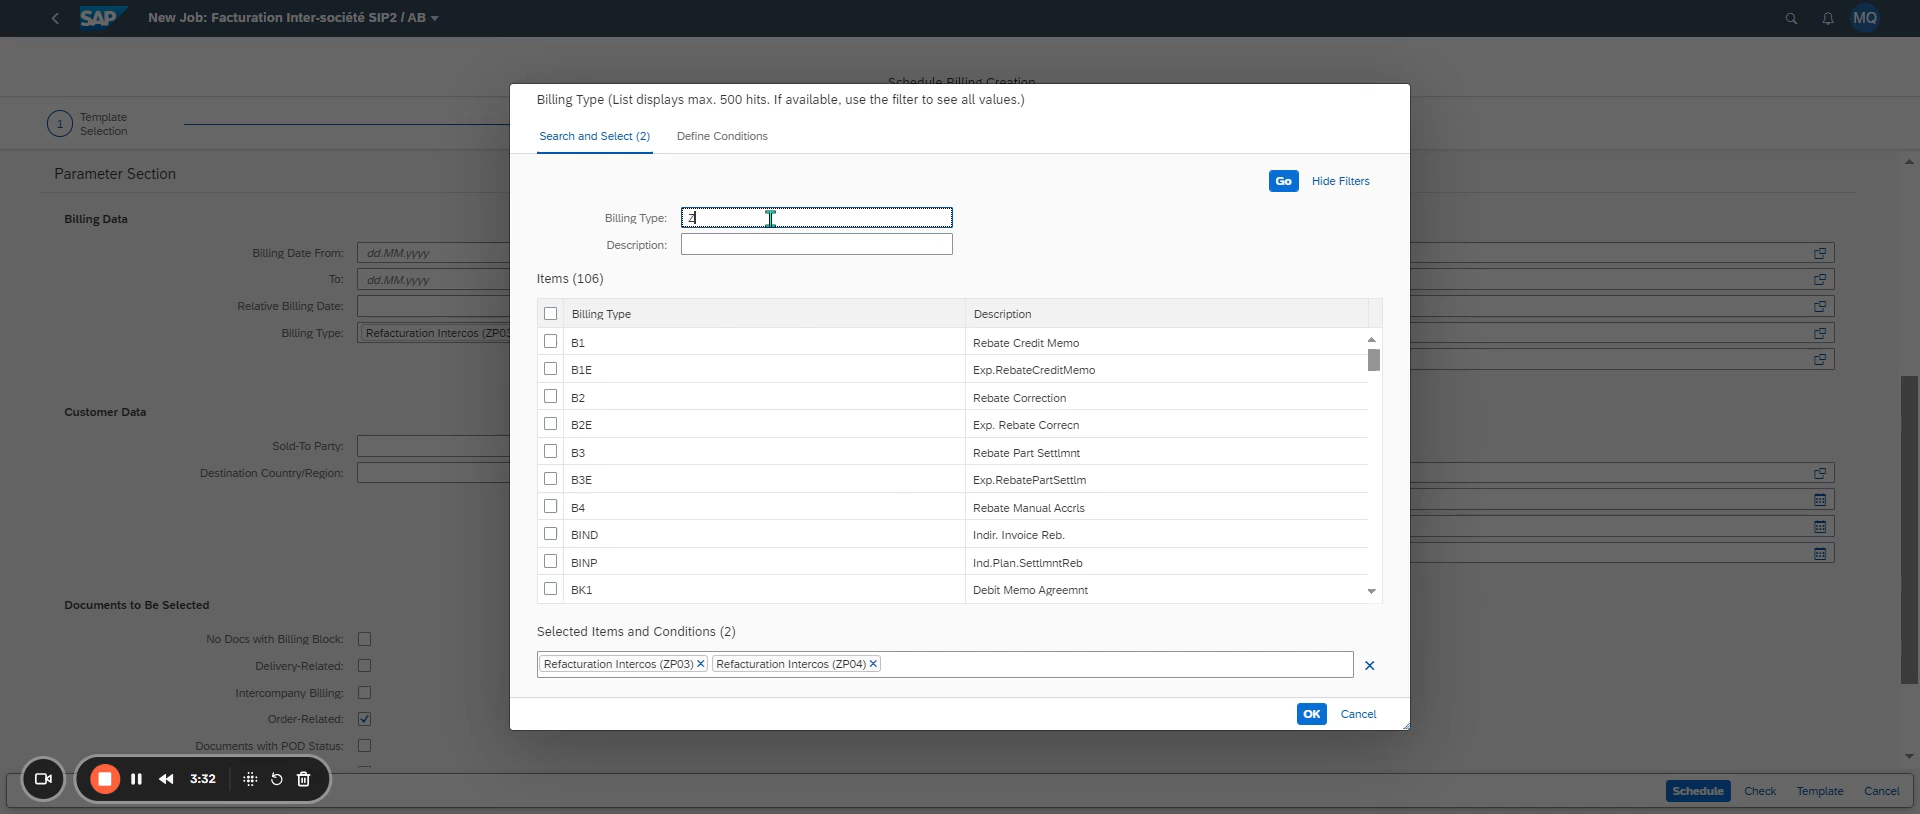 SAP New Job: Facturation Inter-société SIP2 / AB
MQ
Schedule Billing Creation
1 Template Selection
Parameter Section
Billing Data
Billing Date From: dd.MM.yyyy
To: dd.MM.yyyy
Relative Billing Date:
Billing Type: Refacturation Intercos (ZP03
Customer Data
Sold-To Party:
Destination Country/Region:
Documents to Be Selected
No Docs with Billing Block:
Delivery-Related:
Intercompany Billing:
Order-Related:
Documents with POD Status:
Billing Type (List displays max. 500 hits. If available, use the filter to see all values.)
Search and Select (2) Define Conditions
Go Hide Filters
Billing Type: Z
Description:
Items (106)
Billing Type Description
B1 Rebate Credit Memo
B1E Exp.RebateCreditMemo
B2 Rebate Correction
B2E Exp. Rebate Correcn
B3 Rebate Part Settlmnt
B3E Exp.RebatePartSettlm
B4 Rebate Manual Accrls
BIND Indir. Invoice Reb.
BINP Ind.Plan.SettlmntReb
BK1 Debit Memo Agreemnt
Selected Items and Conditions (2)
Refacturation Intercos (ZP03) Refacturation Intercos (ZP04)
OK Cancel
3:32
Schedule Check Template Cancel